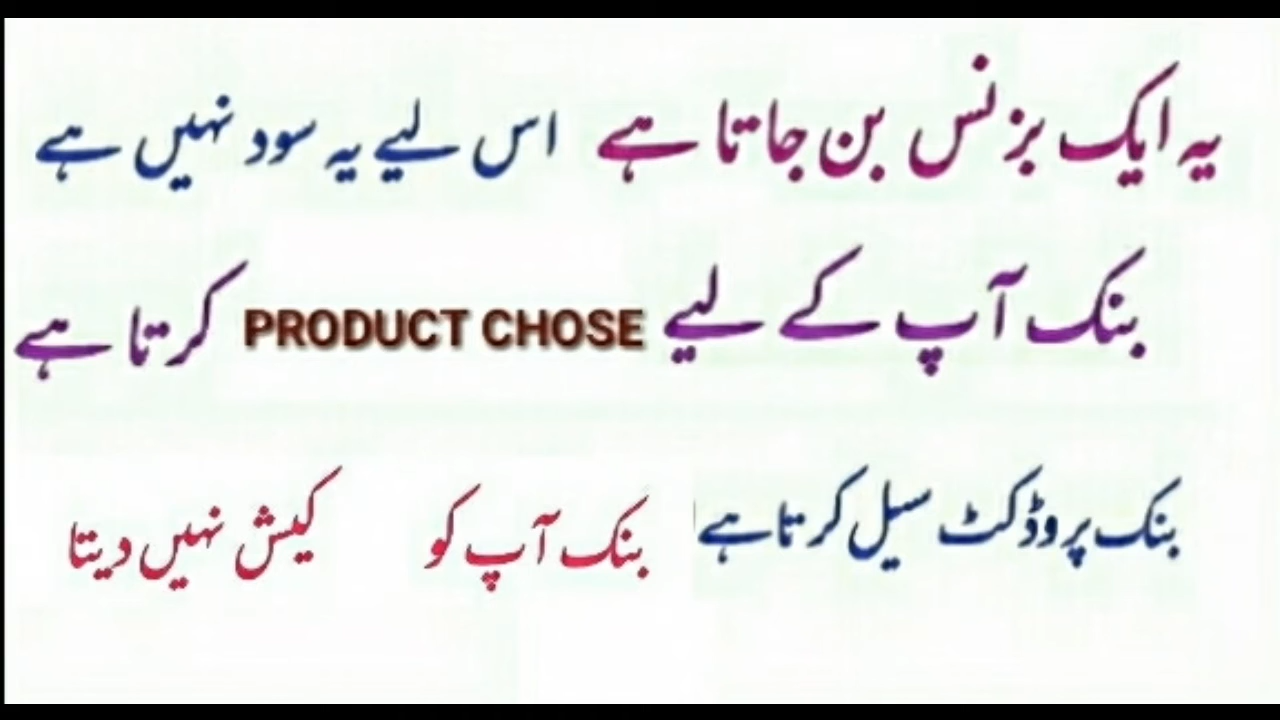 یہ ایک بزنس بن جاتا ہے اس لیے یہ سود نہیں ہے
بنک آپ کے لیے PRODUCT CHOSE کرتا ہے
بنک پروڈکٹ سیل کرتا ہے بنک آپ کو کیش نہیں دیتا